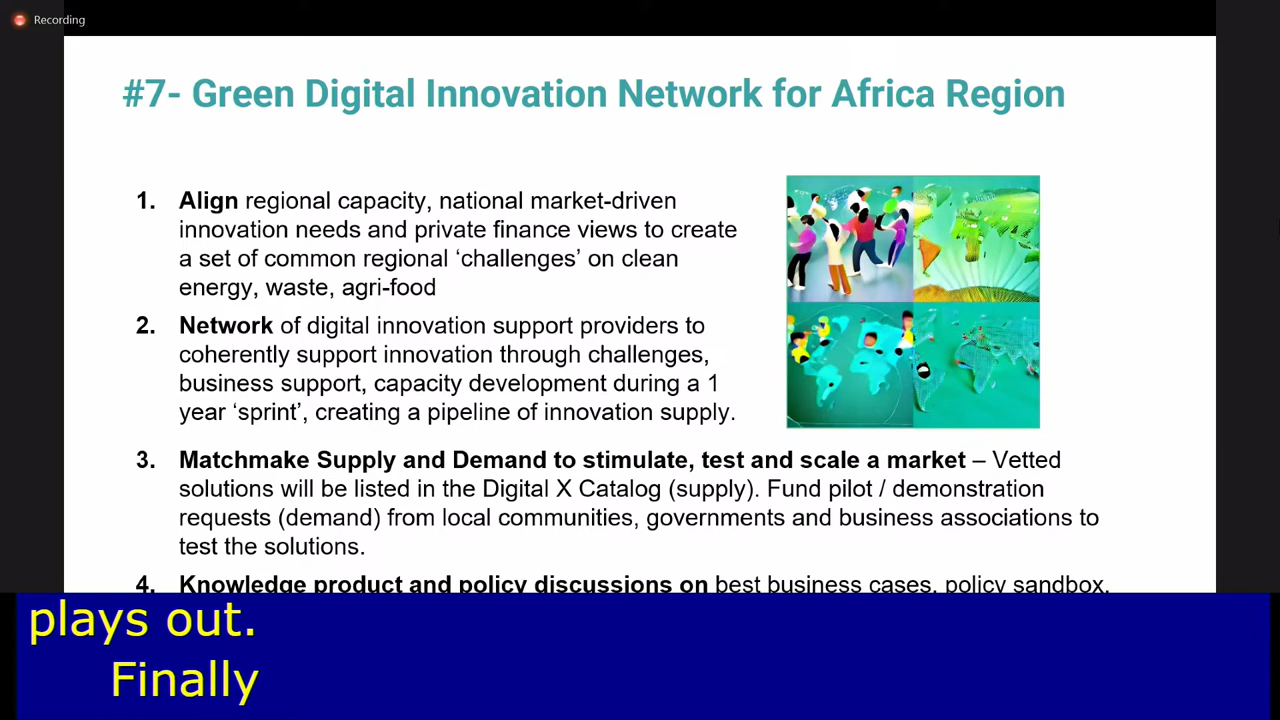 Recording
#7- Green Digital Innovation Network for Africa Region
1. Align regional capacity, national market-driven
innovation needs and private finance views to create
a set of common regional ‘challenges’ on clean
energy, waste, agri-food
2. Network of digital innovation support providers to
coherently support innovation through challenges,
business support, capacity development during a 1
year ‘sprint’, creating a pipeline of innovation supply.
3. Matchmake Supply and Demand to stimulate, test and scale a market – Vetted
solutions will be listed in the Digital X Catalog (supply). Fund pilot / demonstration
requests (demand) from local communities, governments and business associations to
test the solutions.
4. Knowledge product and policy discussions on best business cases, policy sandbox,
plays out.
Finally